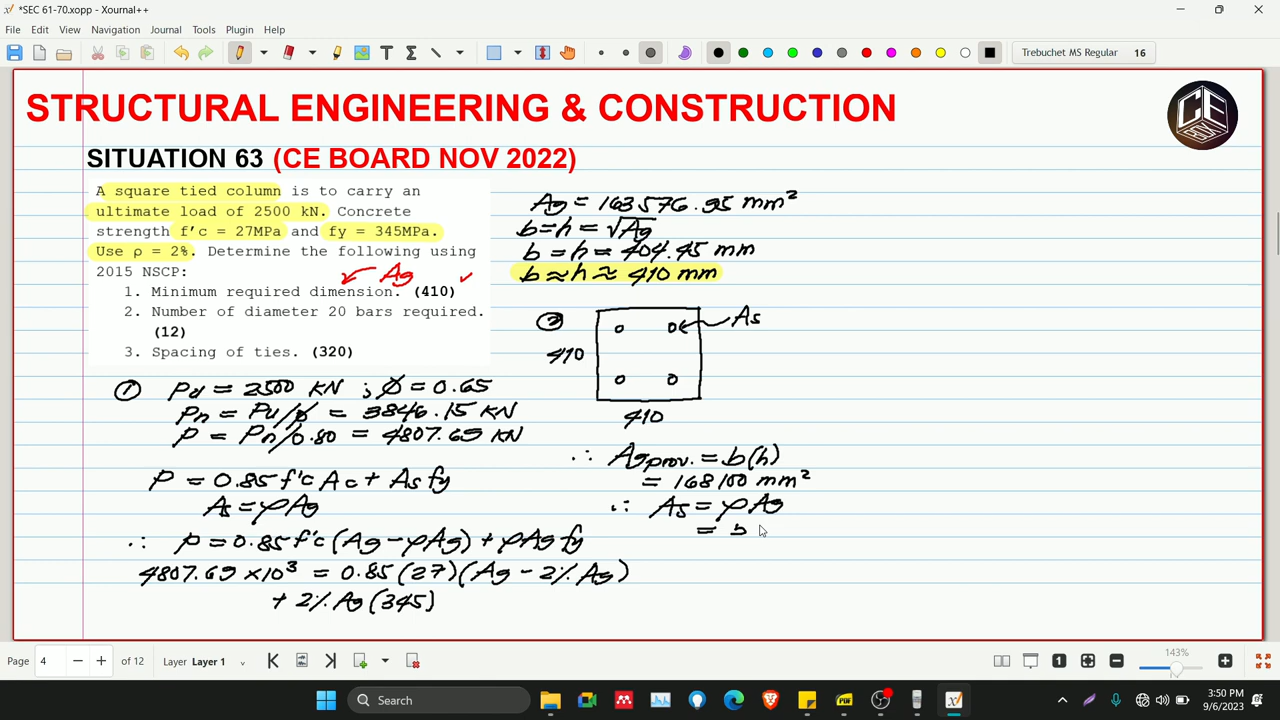 *SEC 61-70.xopp - Xournal++
File Edit View Navigation Journal Tools Plugin Help
Trebuchet MS Regular 16
STRUCTURAL ENGINEERING & CONSTRUCTION
SITUATION 63 (CE BOARD NOV 2022)
A square tied column is to carry an
ultimate load of 2500 kN. Concrete
strength f'c = 27MPa and fy = 345MPa.
Use ρ = 2%. Determine the following using
2015 NSCP:
Ag
1. Minimum required dimension. (410)
2. Number of diameter 20 bars required.
(12)
3. Spacing of ties. (320)
① Pu = 2500 KN ; Ø = 0.65
Pn = Pu/Ø = 3846.15 KN
P = Pn/0.80 = 4807.69 KN
P = 0.85 f'c Ac + As fy
As = ρAg
∴ P = 0.85 f'c (Ag - ρAg) + ρAg fy
4807.69 x10³ = 0.85 (27) (Ag - 2% Ag)
+ 2% Ag (345)
Ag = 163576.95 mm²
b = h = √Ag
b = h = 404.45 mm
b ≈ h ≈ 410 mm
② As
410
410
∴ Ag prov. = b(h)
= 168100 mm²
∴ As = ρAg
=
Page 4 of 12 Layer Layer 1 143%
Search
3:50 PM
9/6/2023